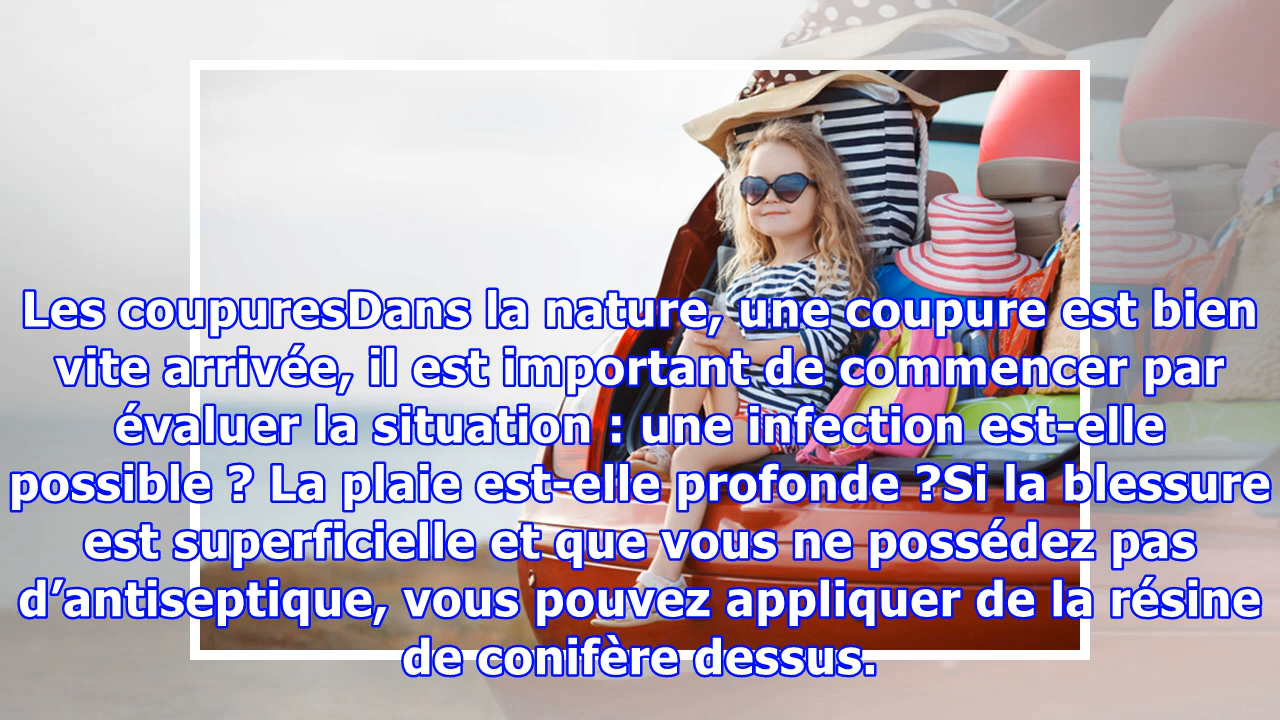 Les coupuresDans la nature, une coupure est bien
vite arrivée, il est important de commencer par
évaluer la situation : une infection est-elle
possible ? La plaie est-elle profonde ?Si la blessure
est superficielle et que vous ne possédez pas
d’antiseptique, vous pouvez appliquer de la résine
de conifère dessus.